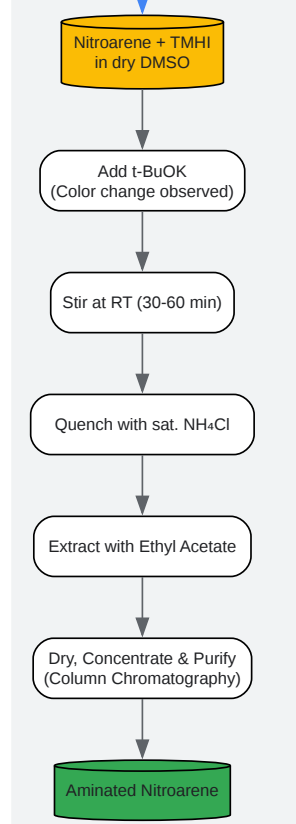 Nitroarene + TMHI
in dry DMSO
Add t-BuOK
(Color change observed)
Stir at RT (30-60 min)
Quench with sat. NH₄Cl
Extract with Ethyl Acetate
Dry, Concentrate & Purify
(Column Chromatography)
Aminated Nitroarene